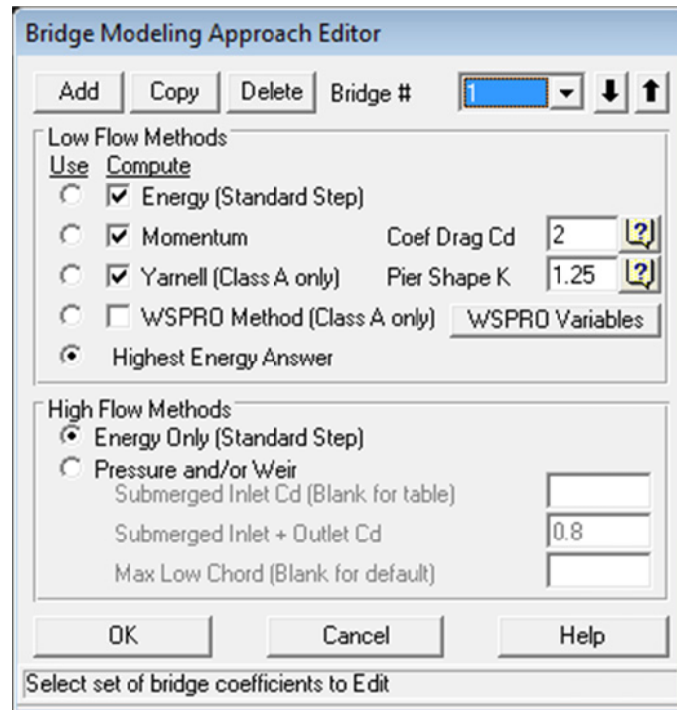 Bridge Modeling Approach Editor
Add Copy Delete Bridge # 1
Low Flow Methods
Use Compute
Energy (Standard Step)
Momentum Coef Drag Cd 2 ?
Yarnell (Class A only) Pier Shape K 1.25 ?
WSPRO Method (Class A only) WSPRO Variables
Highest Energy Answer
High Flow Methods
Energy Only (Standard Step)
Pressure and/or Weir
Submerged Inlet Cd (Blank for table)
Submerged Inlet + Outlet Cd 0.8
Max Low Chord (Blank for default)
OK Cancel Help
Select set of bridge coefficients to Edit